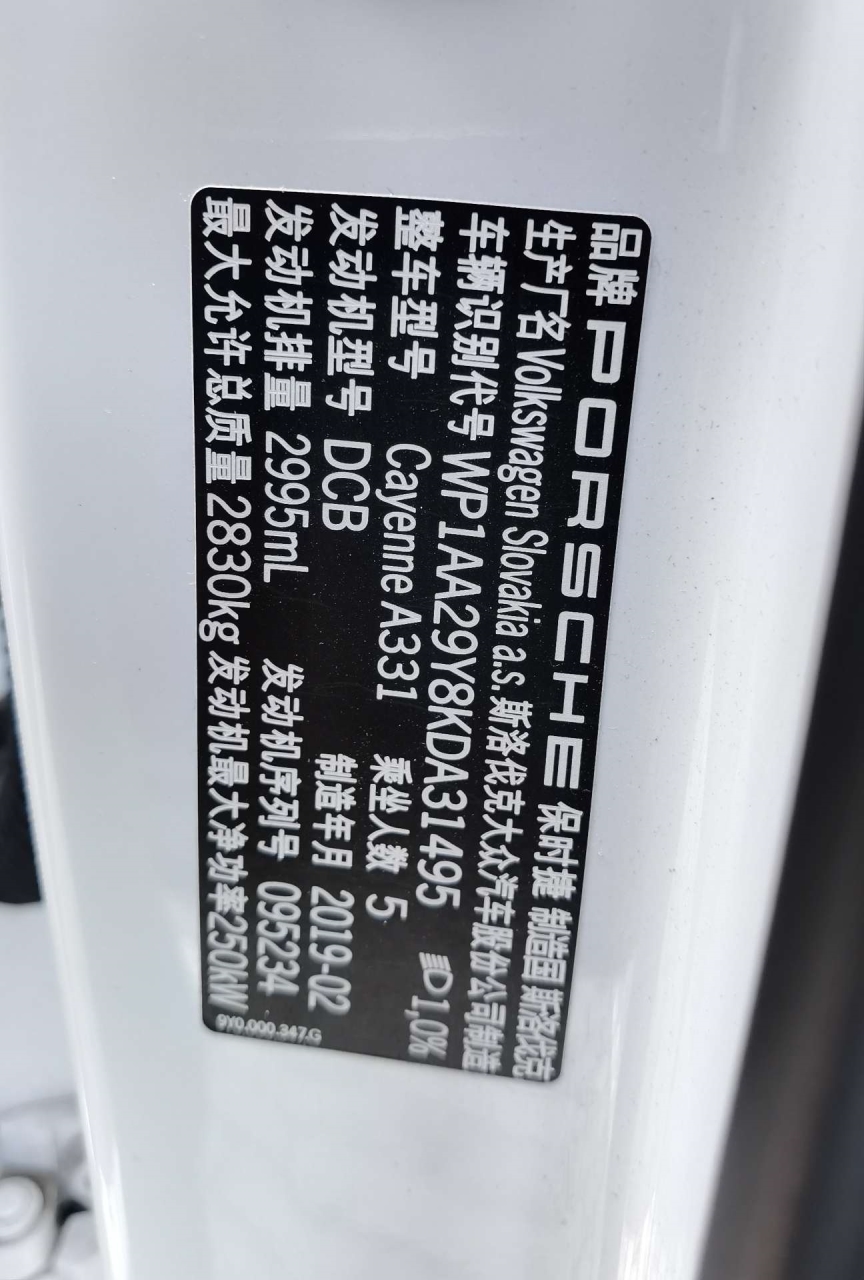 品牌 PORSCHE 保时捷 制造国 斯洛伐克
生产厂名 Volkswagen Slovakia a.s. 斯洛伐克大众汽车股份公司制造
车辆识别代号 WP1AA29Y8KDA31495
整车型号 Cayenne A331 乘坐人数 5 1,0%
发动机型号 DCB 制造年月 2019-02
发动机排量 2995mL 发动机序列号 095234
最大允许总质量 2830kg 发动机最大净功率 250kW
9Y0.000.347.G